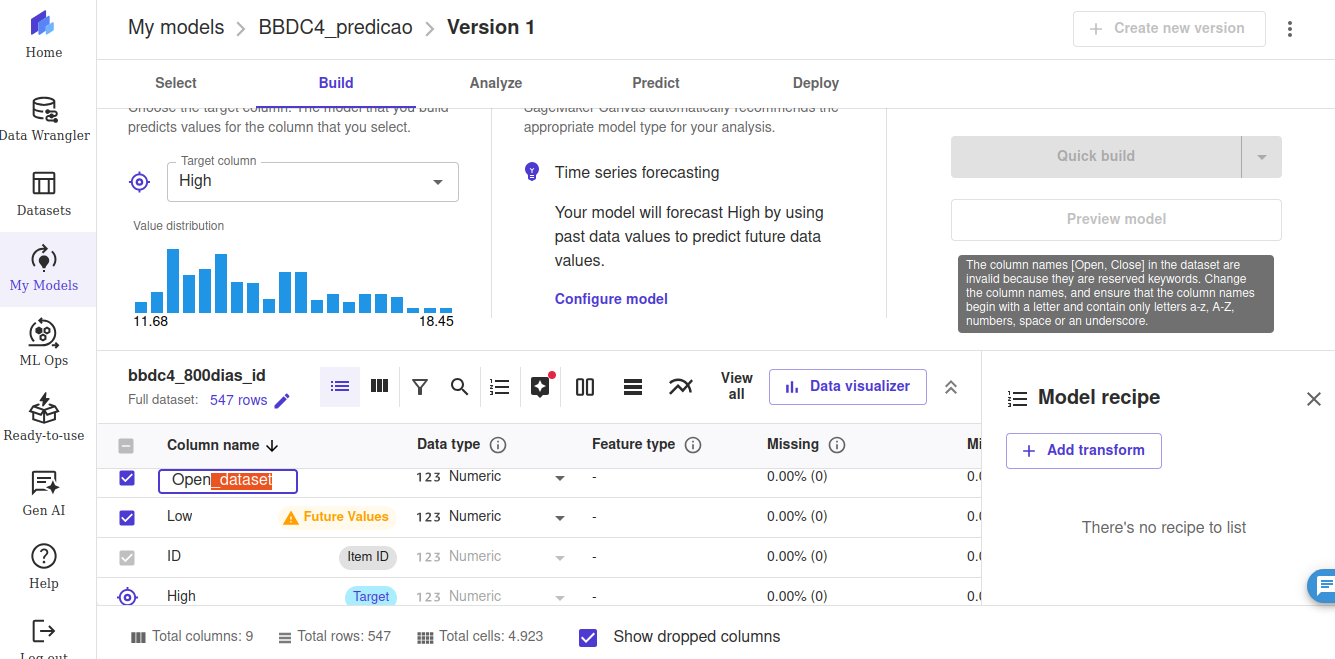 Home
Data Wrangler
Datasets
My Models
ML Ops
Ready-to-use
Gen AI
Help
Log out
My models > BBDC4_predicao > Version 1
+ Create new version
Select Build Analyze Predict Deploy
Choose the target column. The model that you build
predicts values for the column that you select.
Target column
High
Value distribution
11.68 18.45
SageMaker Canvas automatically recommends the
appropriate model type for your analysis.
Time series forecasting
Your model will forecast High by using
past data values to predict future data
values.
Configure model
Quick build
Preview model
The column names [Open, Close] in the dataset are
invalid because they are reserved keywords. Change
the column names, and ensure that the column names
begin with a letter and contain only letters a-z, A-Z,
numbers, space or an underscore.
bbdc4_800dias_id
Full dataset: 547 rows
View
all
Data visualizer
Column name Data type Feature type Missing Mi
Open_dataset 123 Numeric - 0.00% (0) 0.0
Low Future Values 123 Numeric - 0.00% (0) 0.0
ID Item ID 123 Numeric - 0.00% (0) 0.0
High Target 123 Numeric - 0.00% (0) 0.0
Model recipe
+ Add transform
There's no recipe to list
Total columns: 9 Total rows: 547 Total cells: 4.923 Show dropped columns